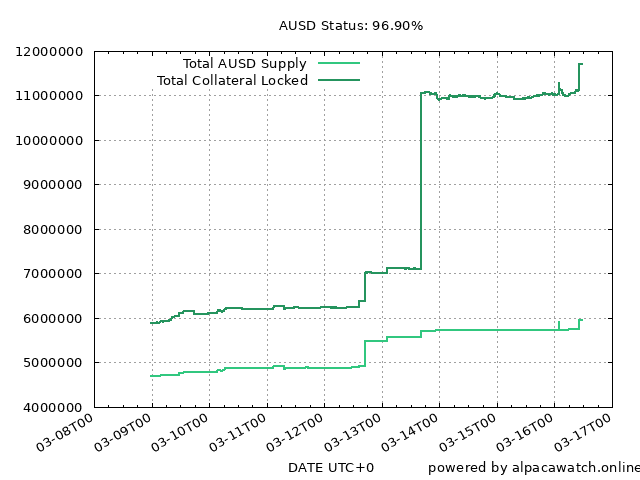 AUSD Status: 96.90%
12000000
11000000
10000000
9000000
8000000
7000000
6000000
5000000
4000000
Total AUSD Supply
Total Collateral Locked
03-08T00
03-09T00
03-10T00
03-11T00
03-12T00
03-13T00
03-14T00
03-15T00
03-16T00
03-17T00
DATE UTC+0
powered by alpacawatch.online